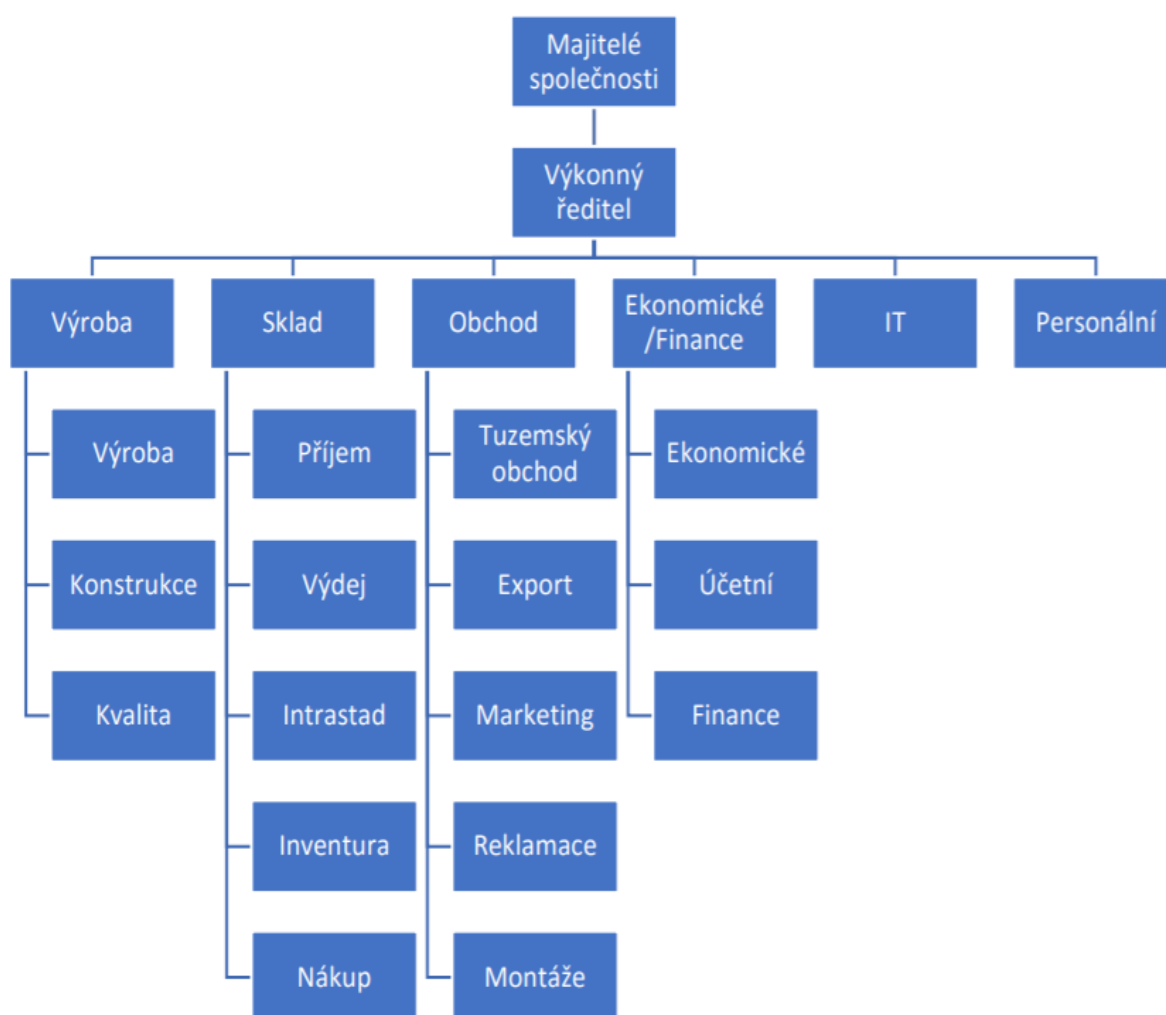 Majitelé
společnosti
Výkonný
ředitel
Výroba
Sklad
Obchod
Ekonomické
/Finance
IT
Personální
Výroba
Příjem
Tuzemský
obchod
Ekonomické
Konstrukce
Výdej
Export
Účetní
Kvalita
Intrastad
Marketing
Finance
Inventura
Reklamace
Nákup
Montáže